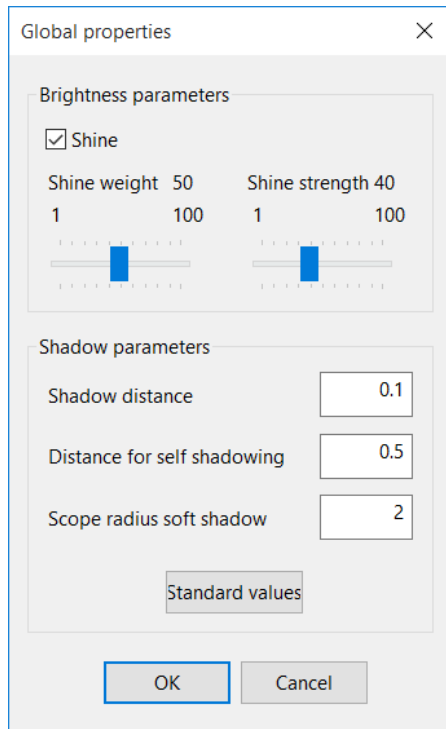 Global properties
Brightness parameters
Shine
Shine weight 50 Shine strength 40
1 100 1 100
Shadow parameters
Shadow distance 0.1
Distance for self shadowing 0.5
Scope radius soft shadow 2
Standard values
OK Cancel